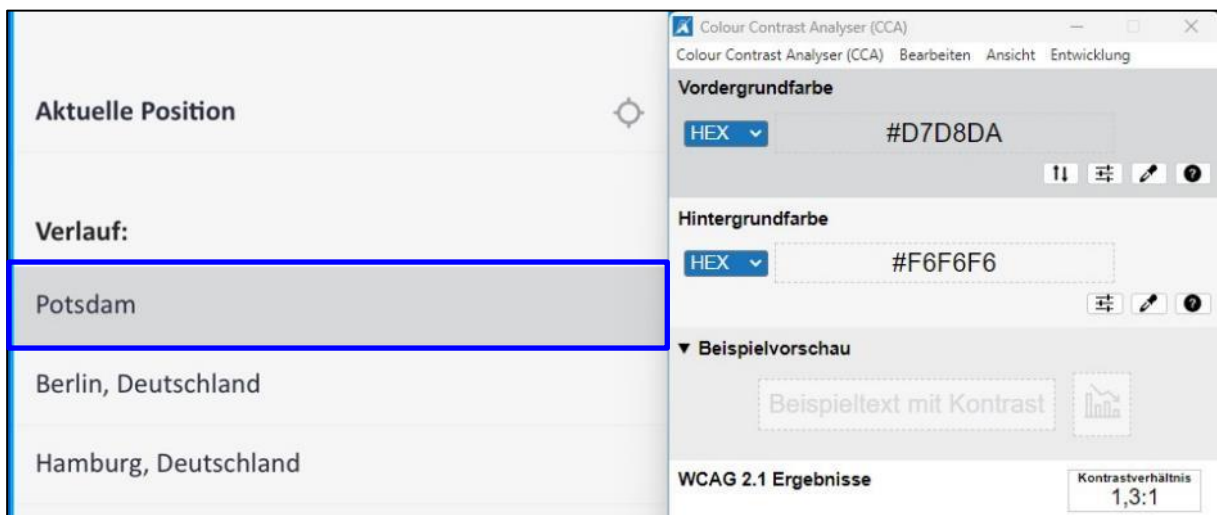 Aktuelle Position
Verlauf:
Potsdam
Berlin, Deutschland
Hamburg, Deutschland
Colour Contrast Analyser (CCA)
Colour Contrast Analyser (CCA) Bearbeiten Ansicht Entwicklung
Vordergrundfarbe
HEX #D7D8DA
Hintergrundfarbe
HEX #F6F6F6
▼ Beispielvorschau
Beispieltext mit Kontrast
WCAG 2.1 Ergebnisse
Kontrastverhältnis
1,3:1